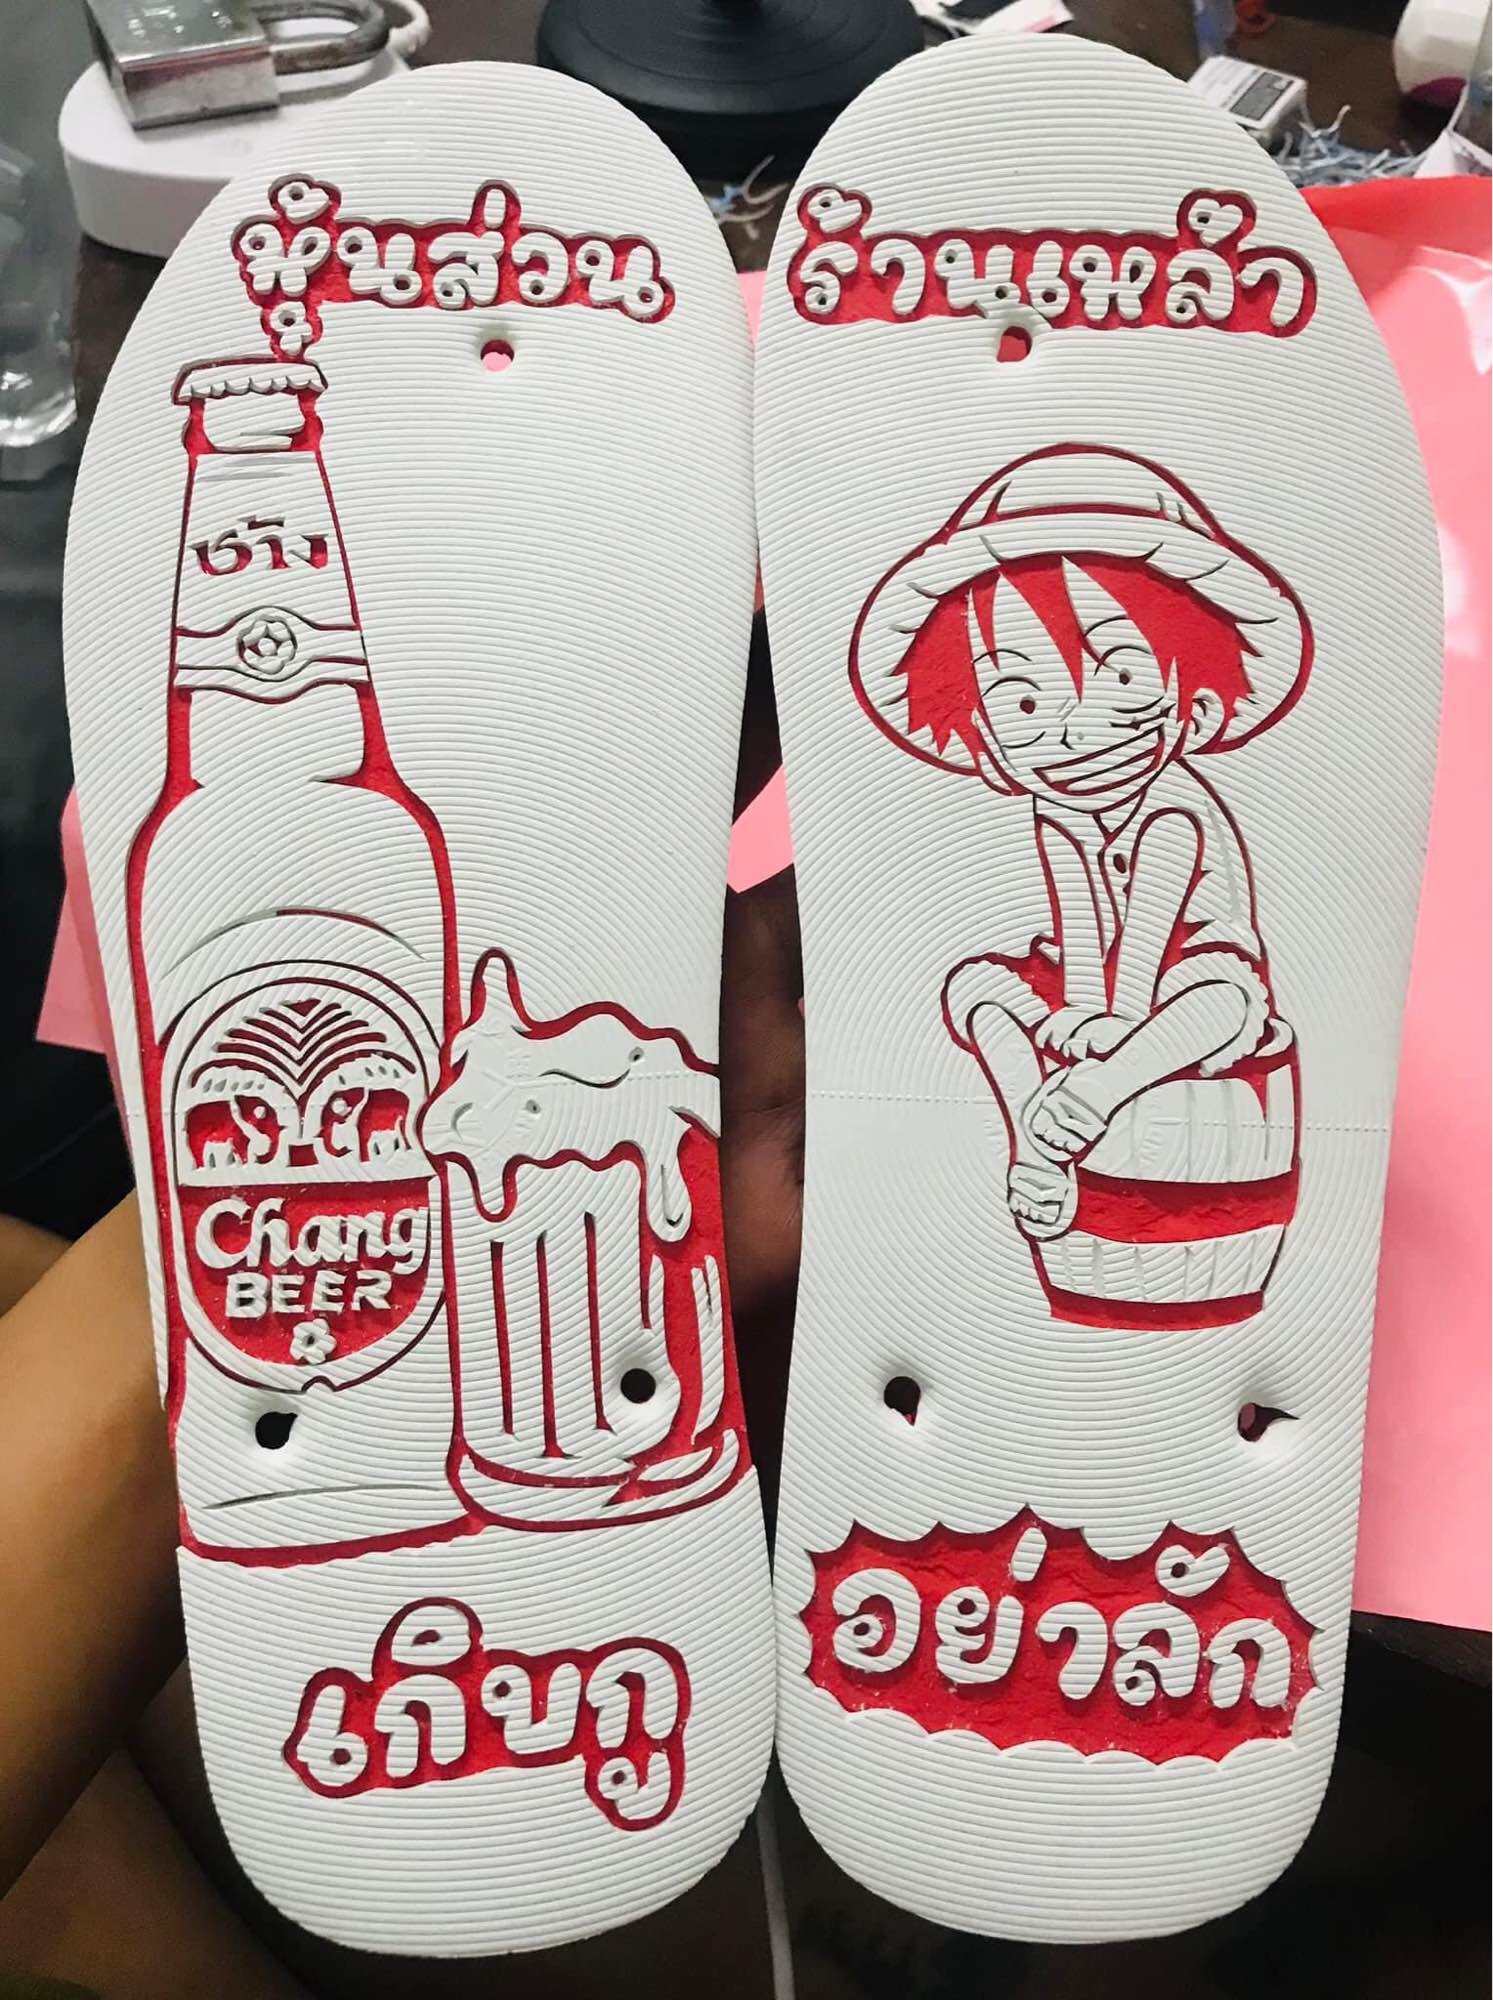 หุ้นส่วน
ร้านเหล้า
ช้าง
Chang
BEER
เก็บกู
อย่าลัก